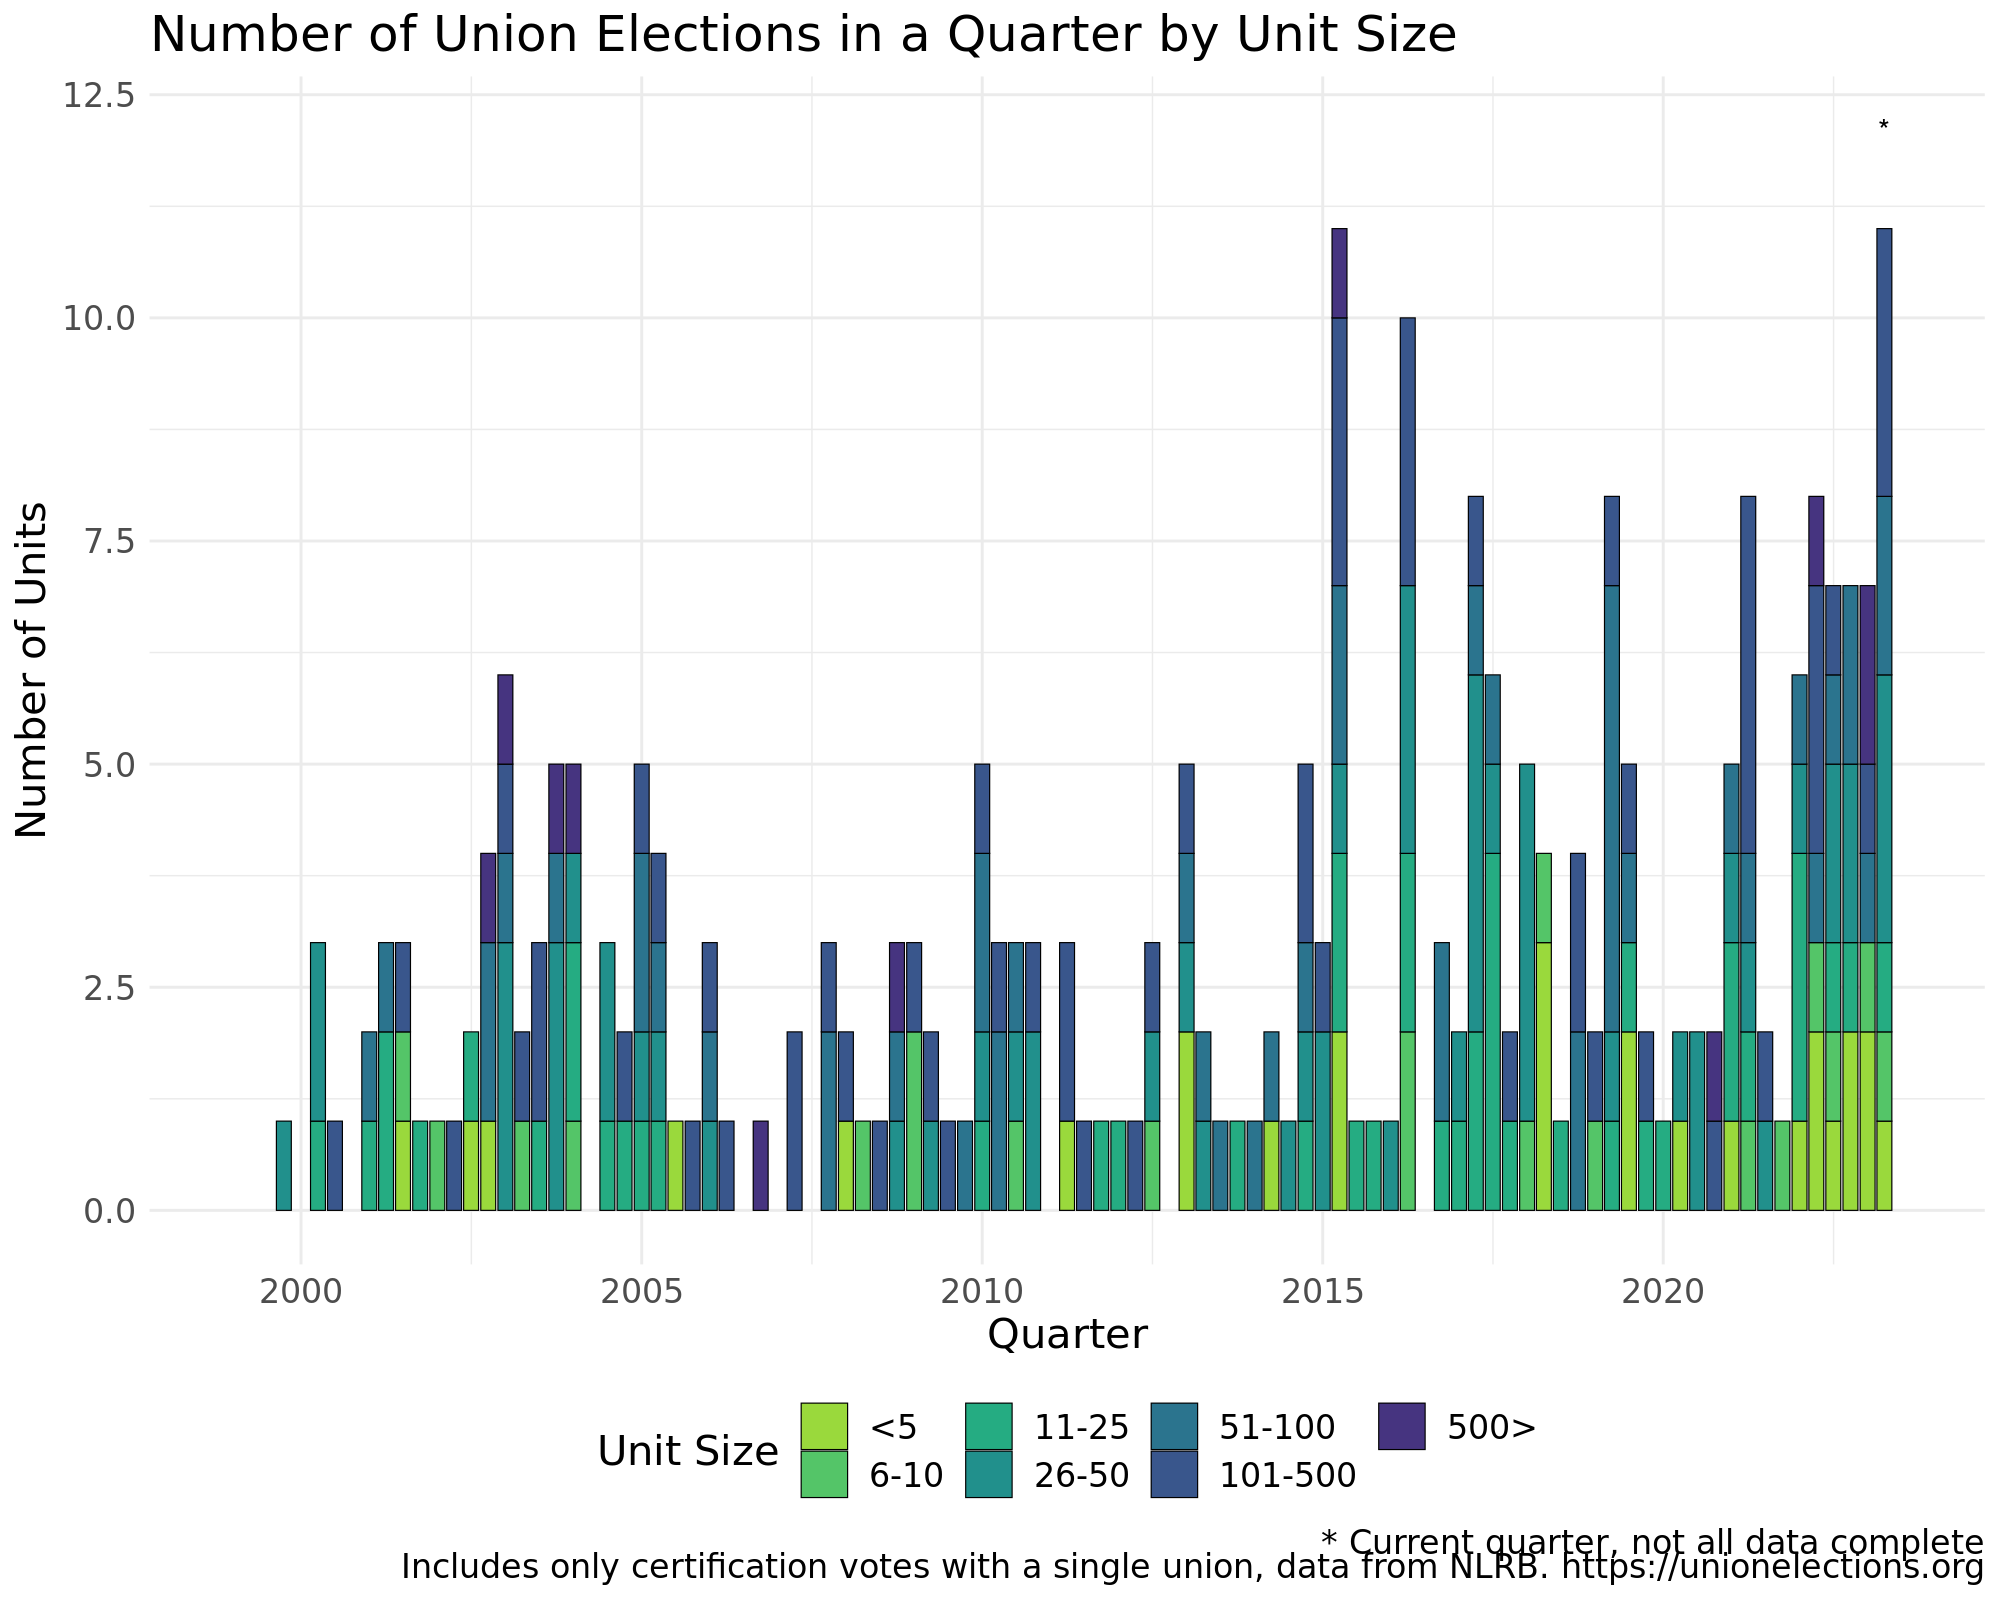 Number of Union Elections in a Quarter by Unit Size
12.5
*
10.0
7.5
5.0
2.5
0.0
Number of Units
2000 2005 2010 2015 2020
Quarter
Unit Size
<5 11-25 51-100 500>
6-10 26-50 101-500
* Current quarter, not all data complete
Includes only certification votes with a single union, data from NLRB. https://unionelections.org